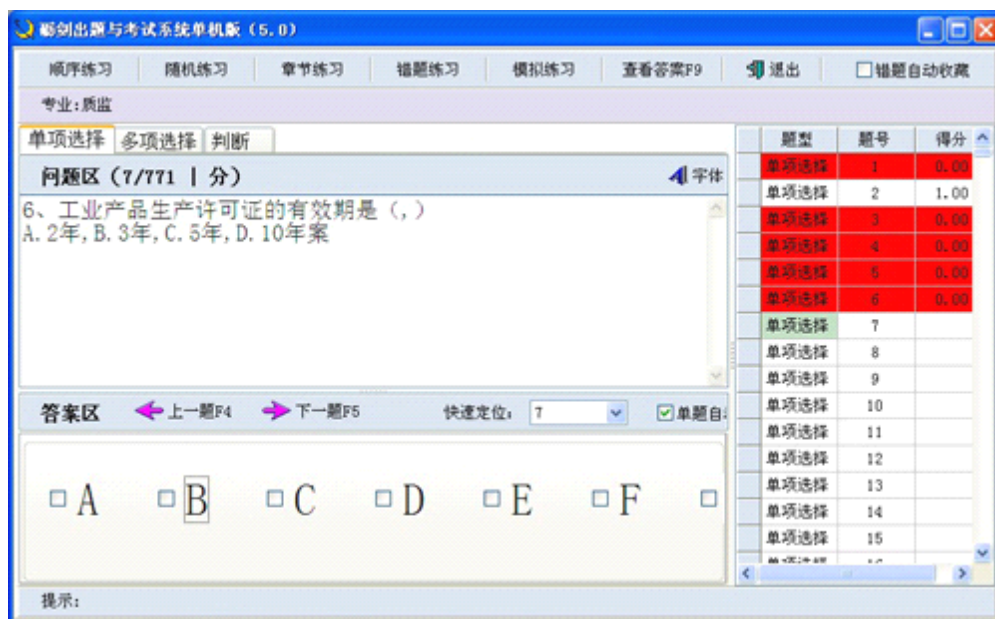 砺剑出题与考试系统单机版（5.0）
顺序练习 随机练习 章节练习 错题练习 模拟练习 查看答案F9 退出 错题自动收藏
专业：质监
单项选择 多项选择 判断
问题区（7/771 | 分） 字体
6、工业产品生产许可证的有效期是（,）
A.2年,B.3年,C.5年,D.10年案
答案区 上一题F4 下一题F5 快速定位： 7 单题自
A B C D E F
提示：
题型 题号 得分
单项选择 1 0.00
单项选择 2 1.00
单项选择 3 0.00
单项选择 4 0.00
单项选择 5 0.00
单项选择 6 0.00
单项选择 7
单项选择 8
单项选择 9
单项选择 10
单项选择 11
单项选择 12
单项选择 13
单项选择 14
单项选择 15